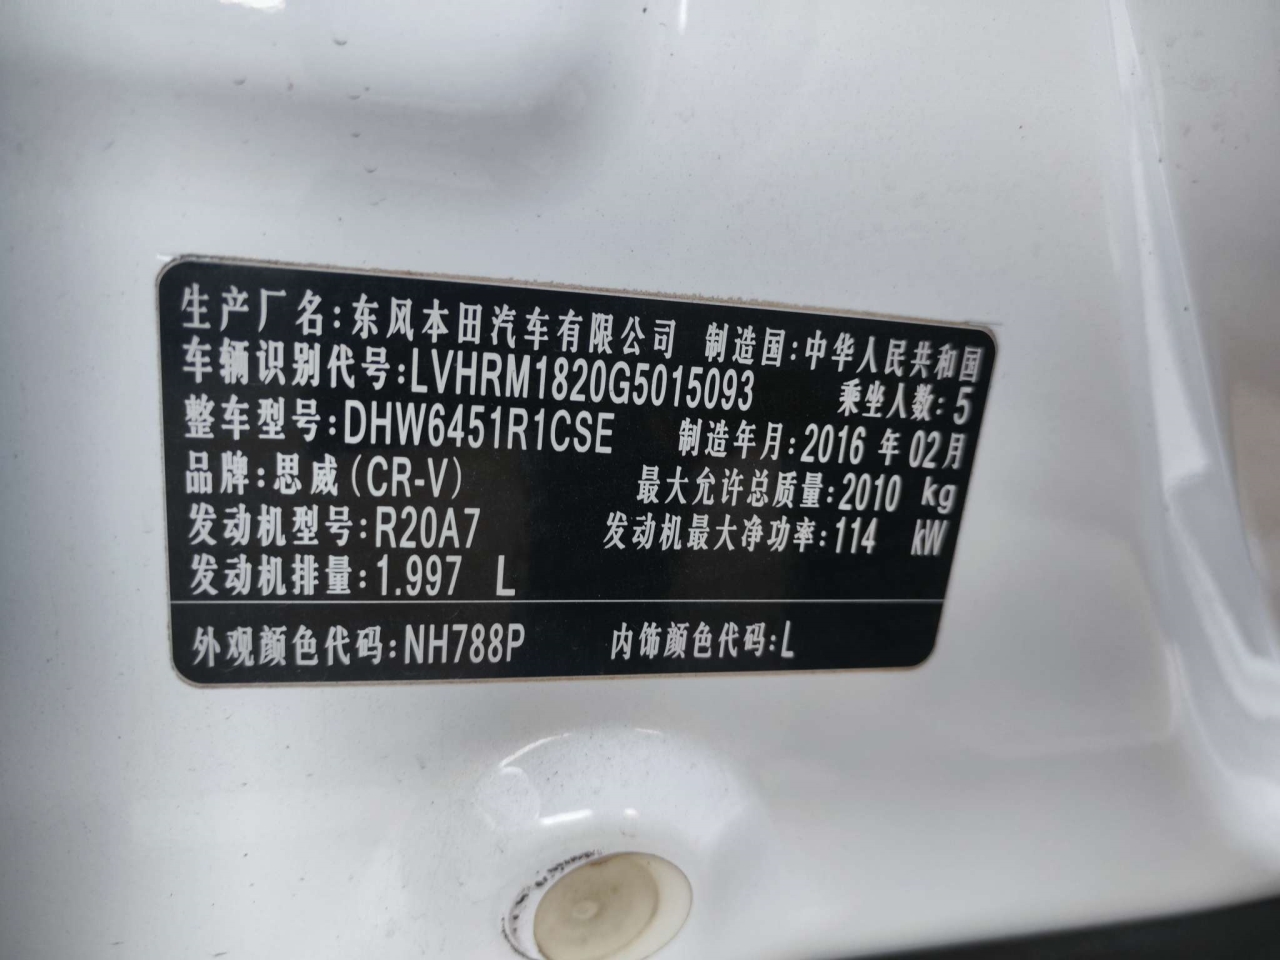 生产厂名:东风本田汽车有限公司 制造国:中华人民共和国
车辆识别代号:LVHRM1820G5015093 乘坐人数:5
整车型号:DHW6451R1CSE 制造年月:2016 年 02月
品牌:思威(CR-V) 最大允许总质量:2010 kg
发动机型号:R20A7 发动机最大净功率:114 kW
发动机排量:1.997 L
外观颜色代码:NH788P 内饰颜色代码:L